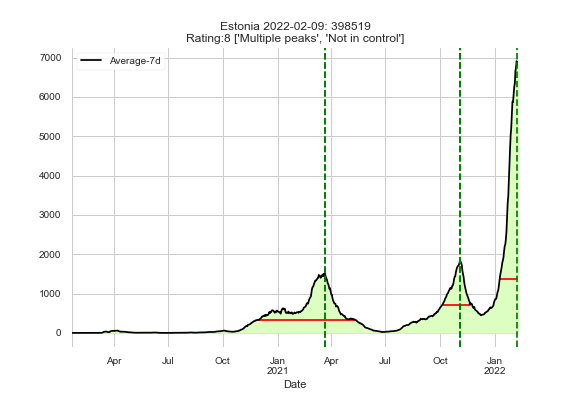 Estonia 2022-02-09: 398519
Rating:8 ['Multiple peaks', 'Not in control']
Average-7d
7000
6000
5000
4000
3000
2000
1000
0
Apr Jul Oct Jan Apr Jul Oct Jan
2021 2022
Date